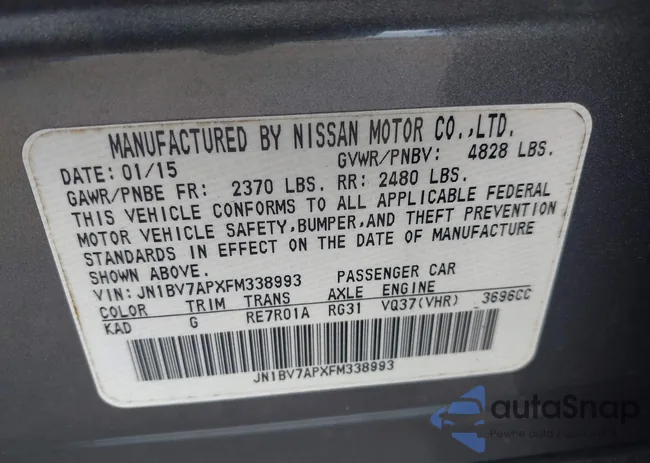 MANUFACTURED BY NISSAN MOTOR CO.,LTD.
DATE: 01/15 GVWR/PNBV: 4828 LBS.
GAWR/PNBE FR: 2370 LBS. RR: 2480 LBS.
THIS VEHICLE CONFORMS TO ALL APPLICABLE FEDERAL
MOTOR VEHICLE SAFETY,BUMPER,AND THEFT PREVENTION
STANDARDS IN EFFECT ON THE DATE OF MANUFACTURE
SHOWN ABOVE.
VIN: JN1BV7APXFM338993 PASSENGER CAR
COLOR TRIM TRANS AXLE ENGINE
KAD G RE7R01A RG31 VQ37(VHR) 3696CC
JN1BV7APXFM338993
autaSnap
Pewne auta